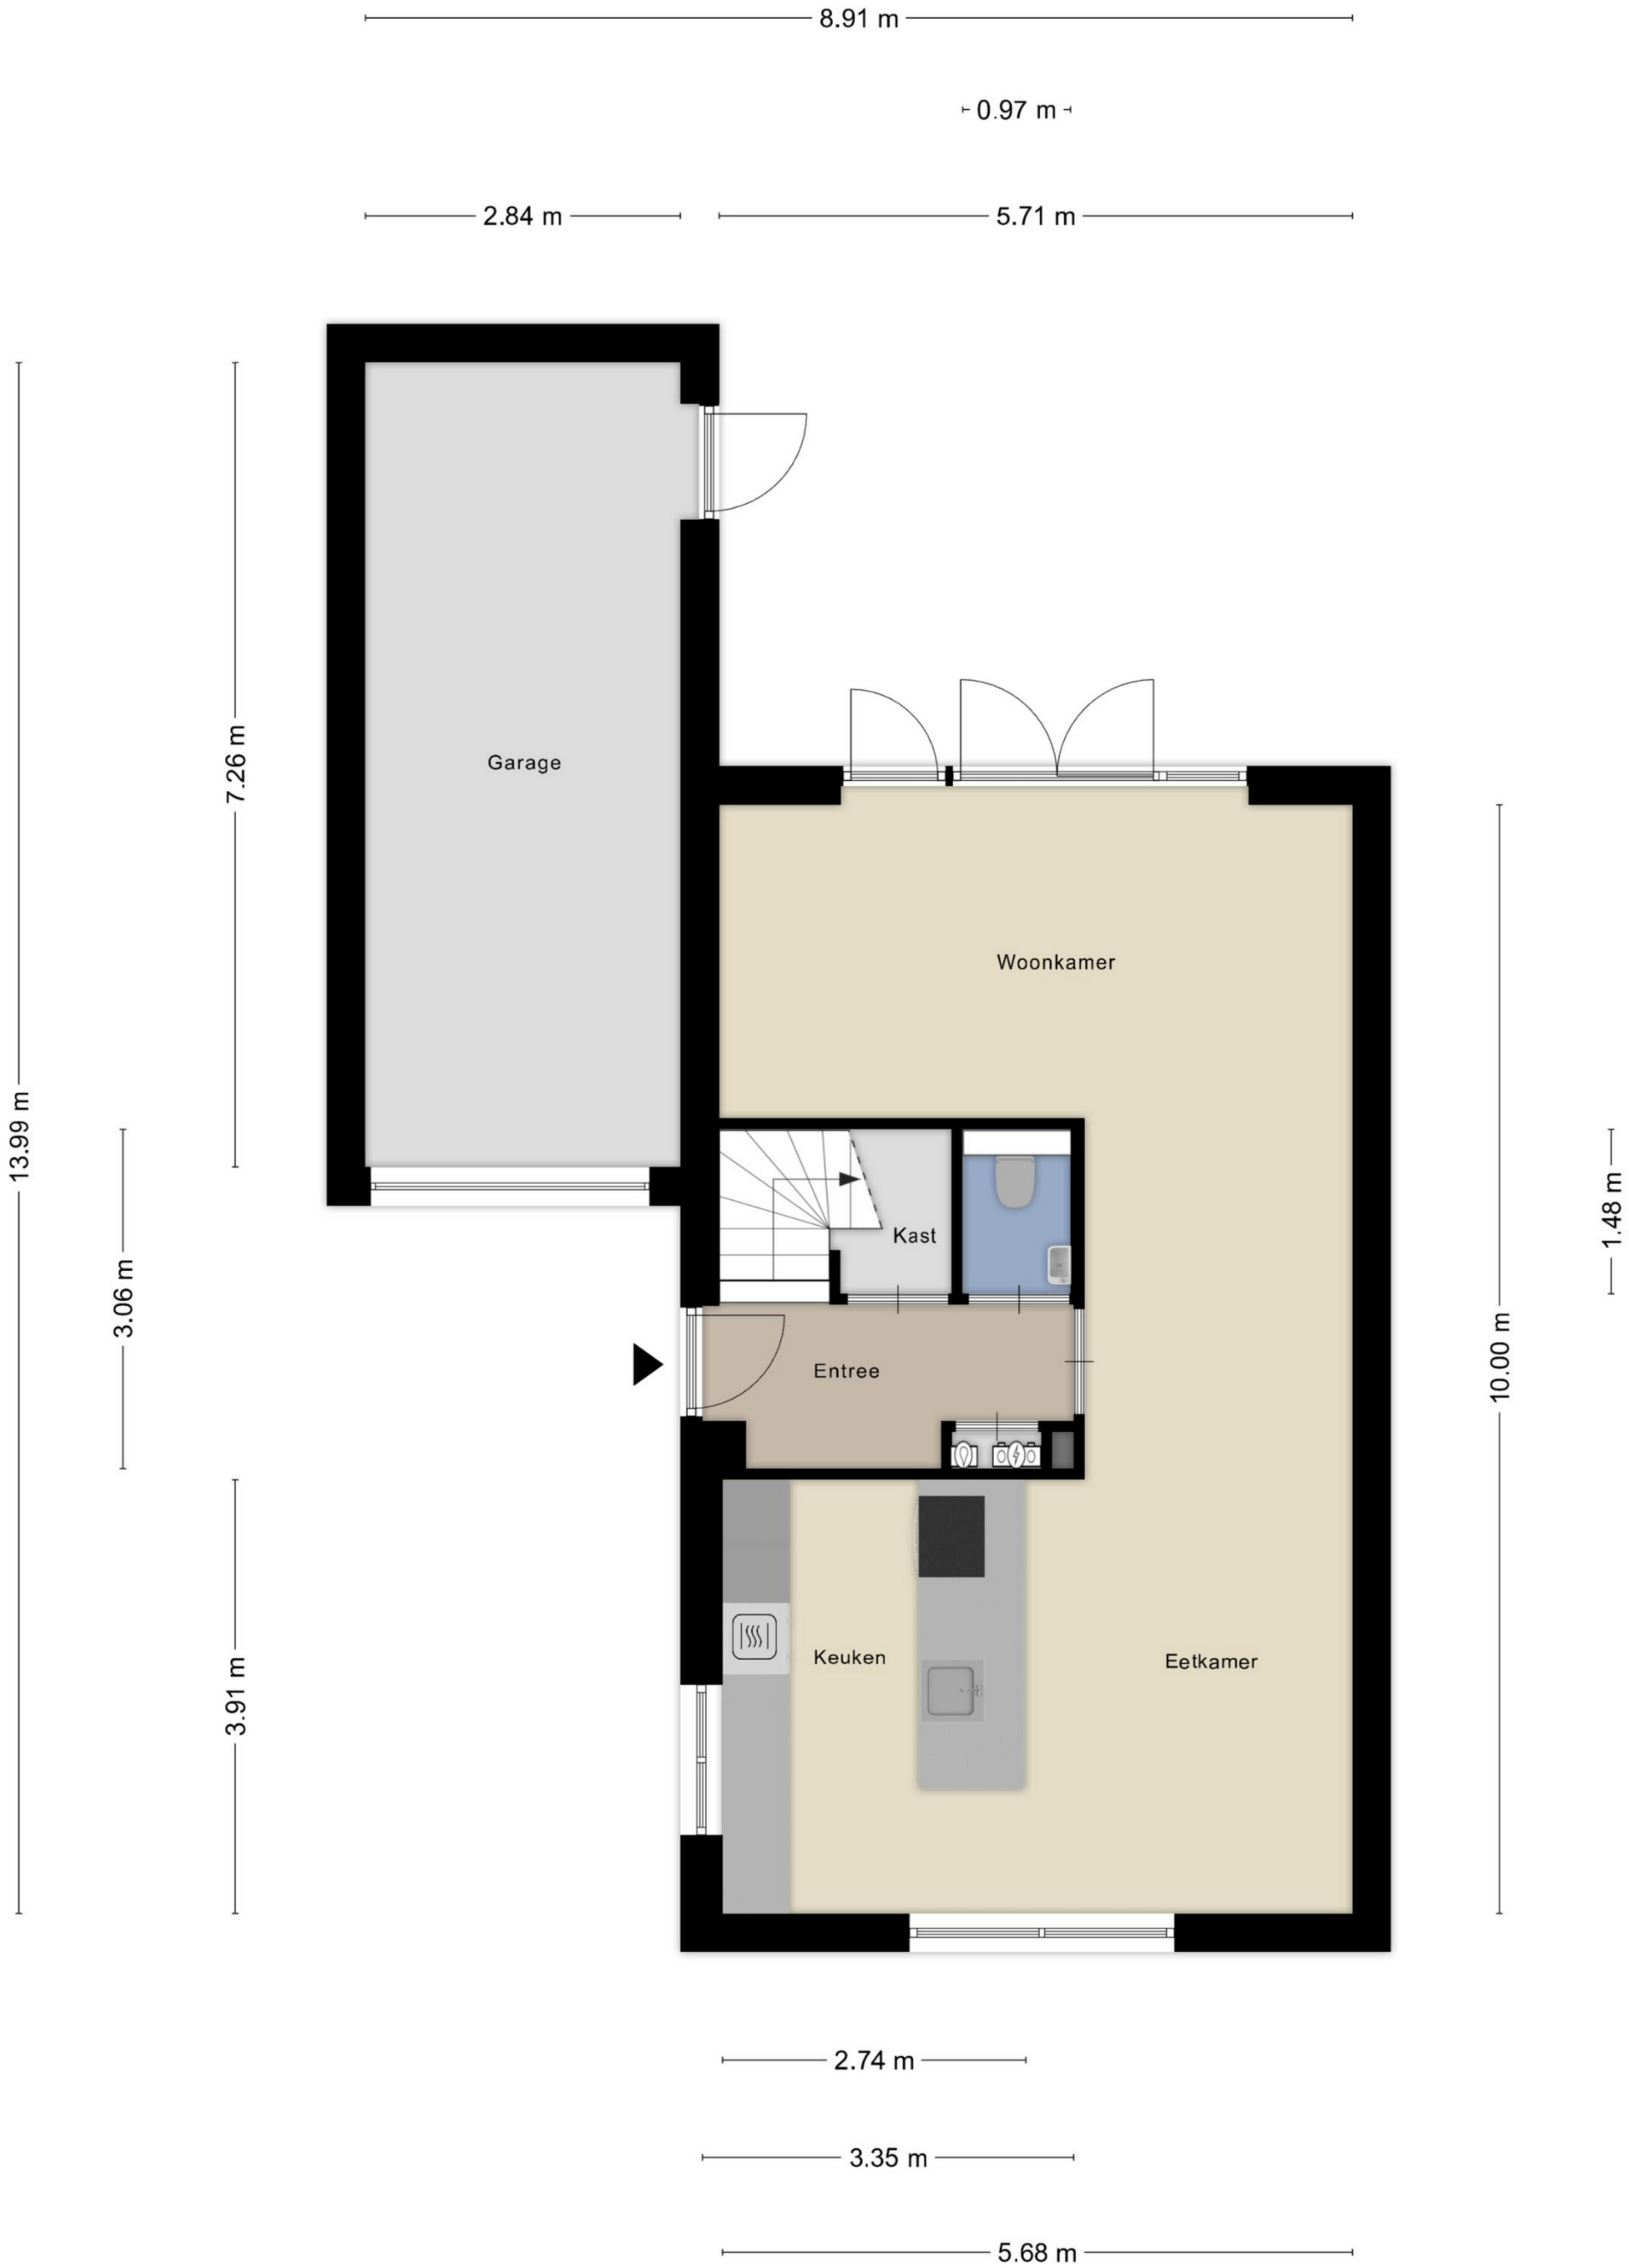 8.91 m
0.97 m
2.84 m
5.71 m
7.26 m
Garage
Woonkamer
13.99 m
1.48 m
Kast
3.06 m
10.00 m
Entree
3.91 m
Keuken
Eetkamer
2.74 m
3.35 m
5.68 m